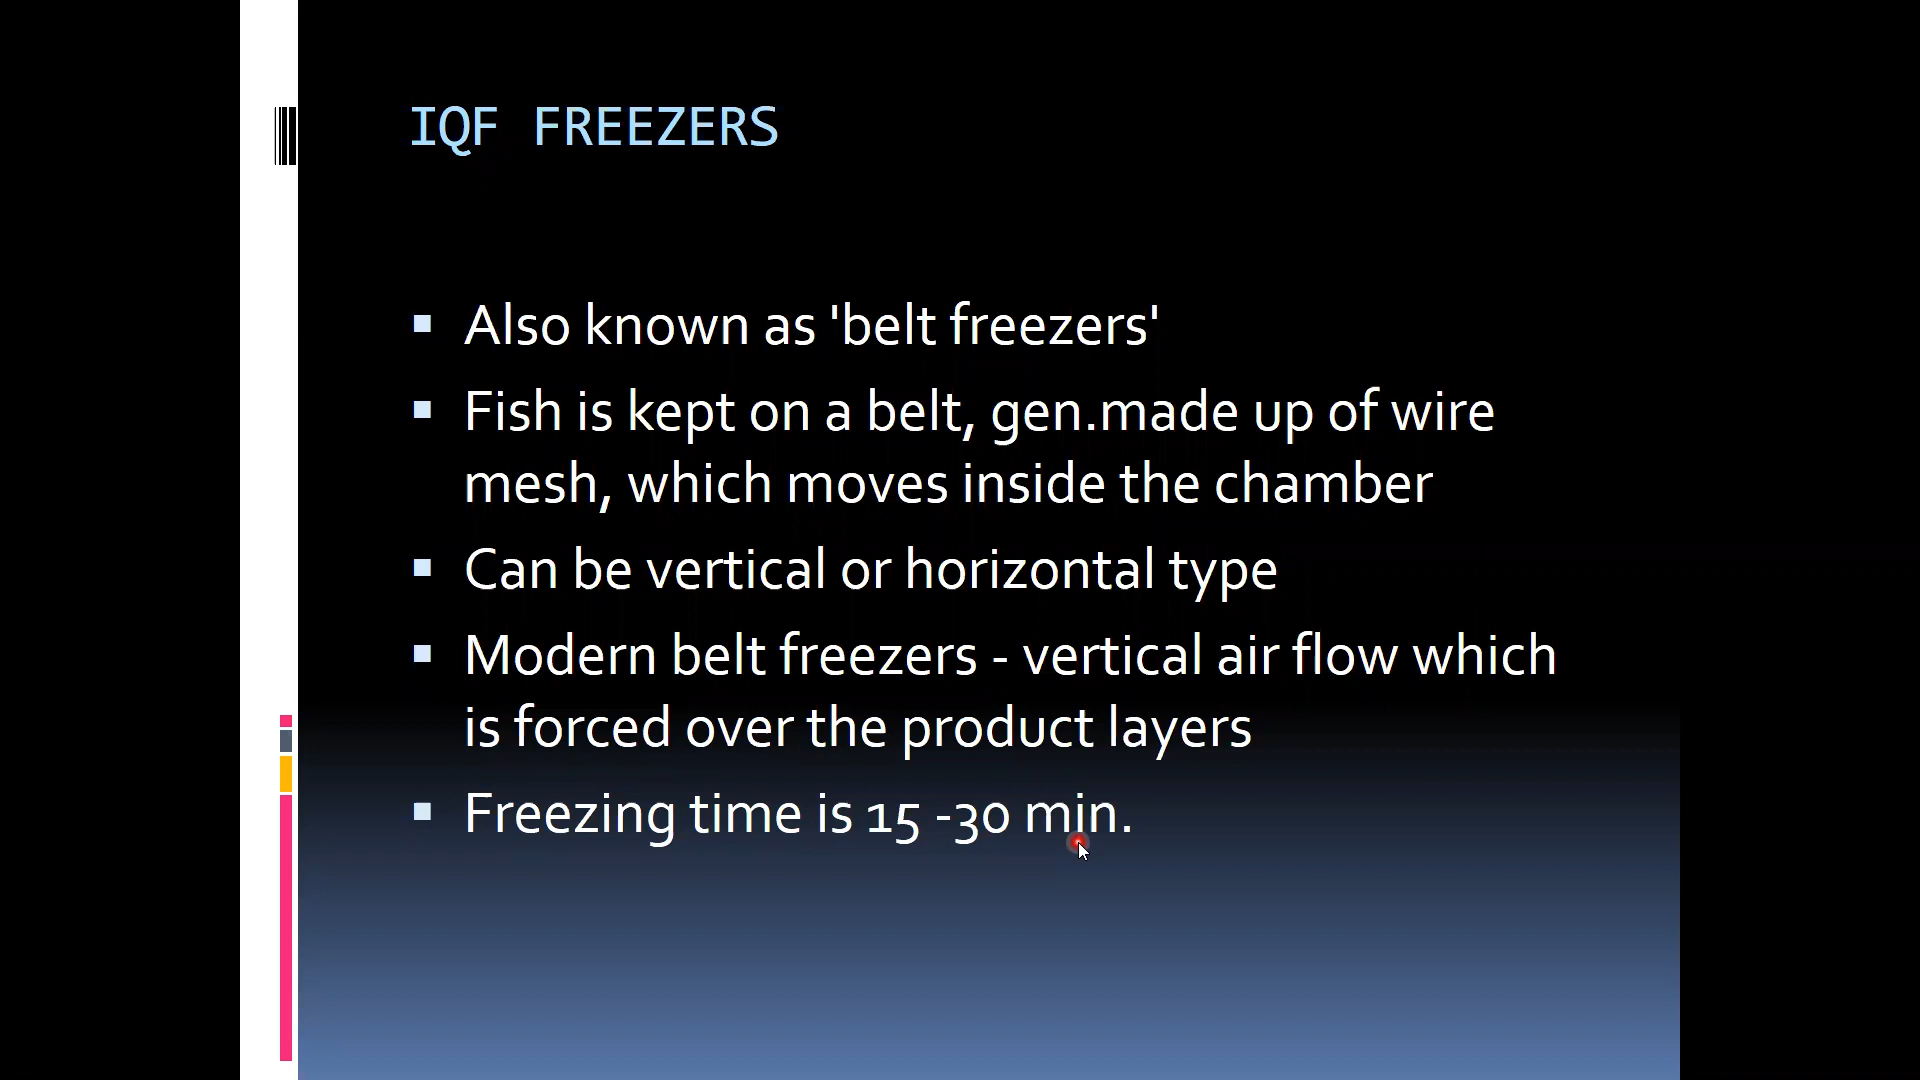 IQF FREEZERS
Also known as 'belt freezers'
Fish is kept on a belt, gen.made up of wire
mesh, which moves inside the chamber
Can be vertical or horizontal type
Modern belt freezers - vertical air flow which
is forced over the product layers
Freezing time is 15 -30 min.